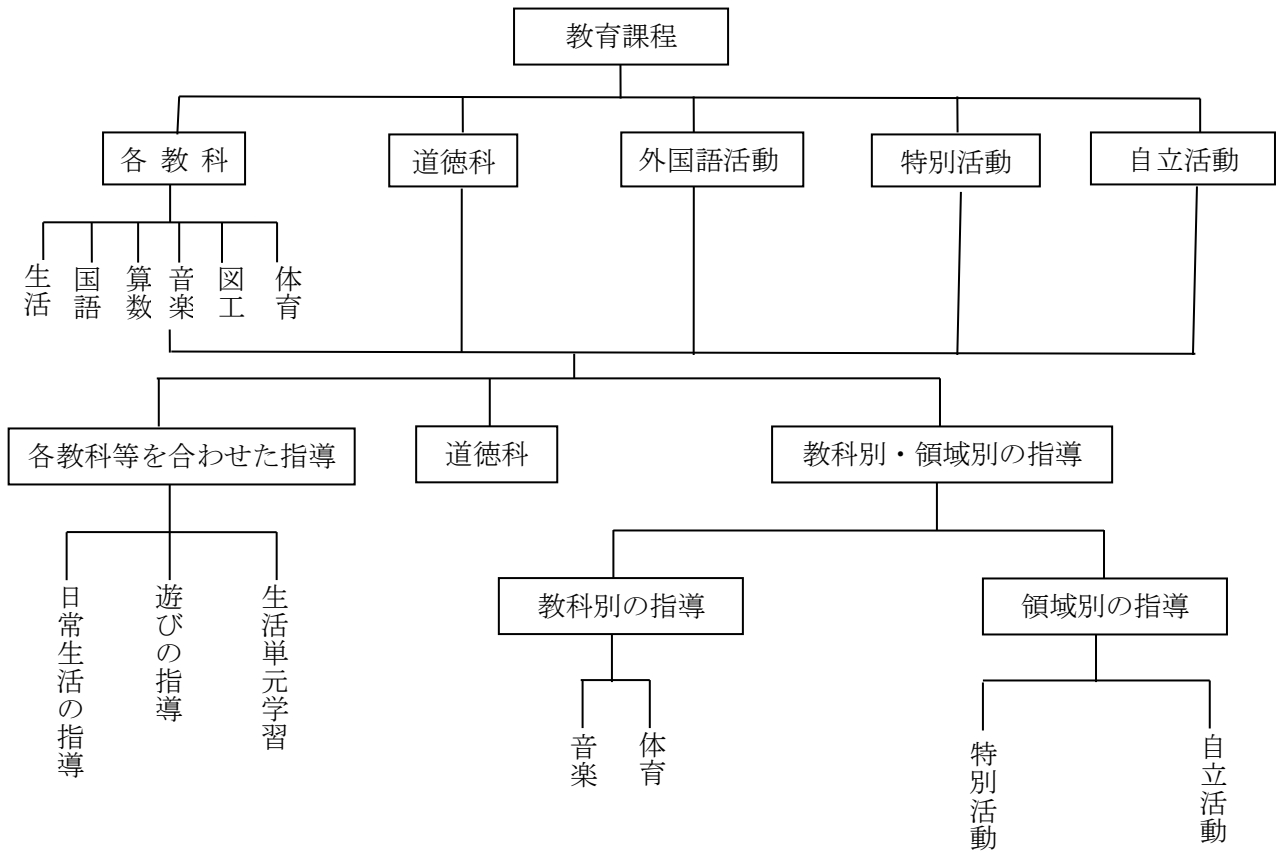 教育課程
各教科
道徳科
外国語活動
特別活動
自立活動
生活
国語
算数
音楽
図工
体育
各教科等を合わせた指導
道徳科
教科別・領域別の指導
日常生活の指導
遊びの指導
生活単元学習
教科別の指導
領域別の指導
音楽
体育
特別活動
自立活動